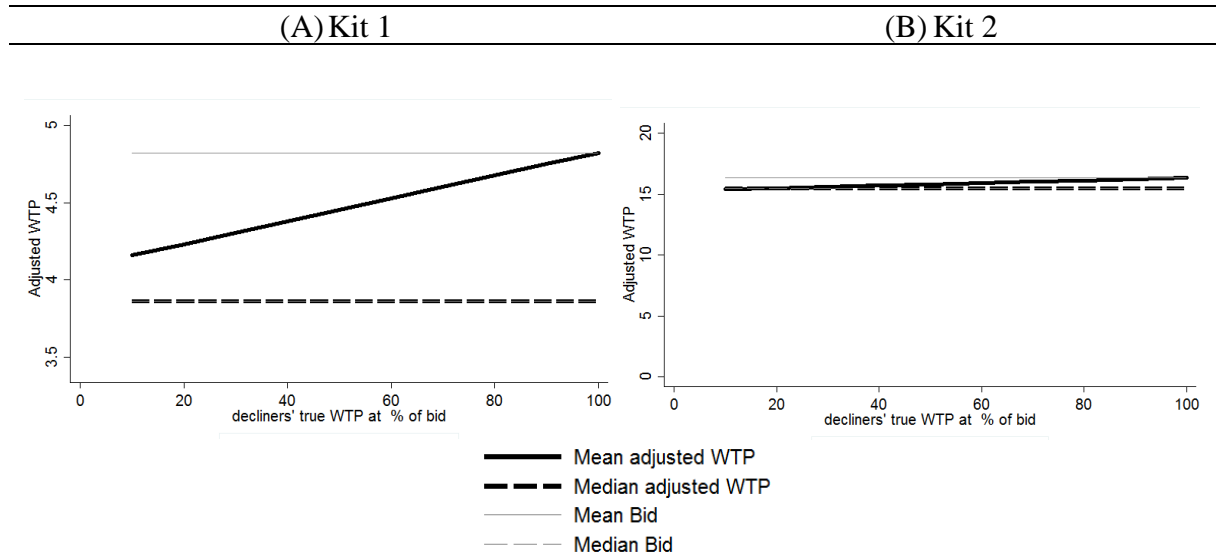 (A) Kit 1
(B) Kit 2
Adjusted WTP
5
4.5
4
3.5
0 20 40 60 80 100
decliners' true WTP at % of bid
Adjusted WTP
20
15
10
5
0
0 20 40 60 80 100
decliners' true WTP at % of bid
Mean adjusted WTP
Median adjusted WTP
Mean Bid
Median Bid